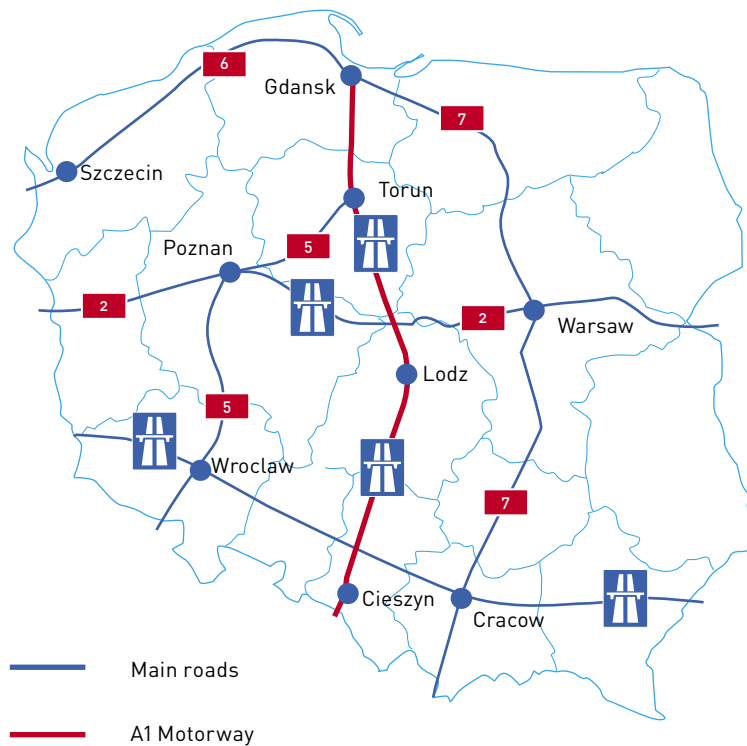 6
Gdansk
7
Szczecin
Torun
5
Poznan
2
2
Warsaw
Lodz
5
Wroclaw
7
Cieszyn
Cracow
Main roads
A1 Motorway